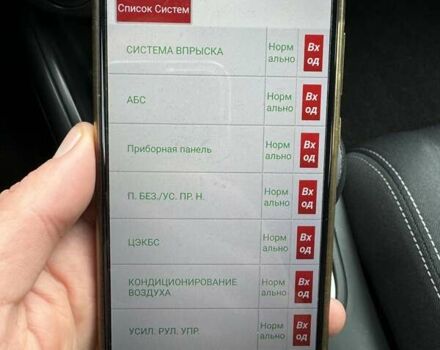 Список Систем
СИСТЕМА ВПРЫСКА
Норм
ально
Вх
од
АБС
Норм
ально
Вх
од
Приборная панель
Норм
ально
Вх
од
П. БЕЗ./УС. ПР. Н.
Норм
ально
Вх
од
ЦЭКБС
Норм
ально
Вх
од
КОНДИЦИОНИРОВАНИЕ
ВОЗДУХА
Норм
ально
Вх
од
УСИЛ. РУЛ. УПР.
Норм
ально
Вх
од